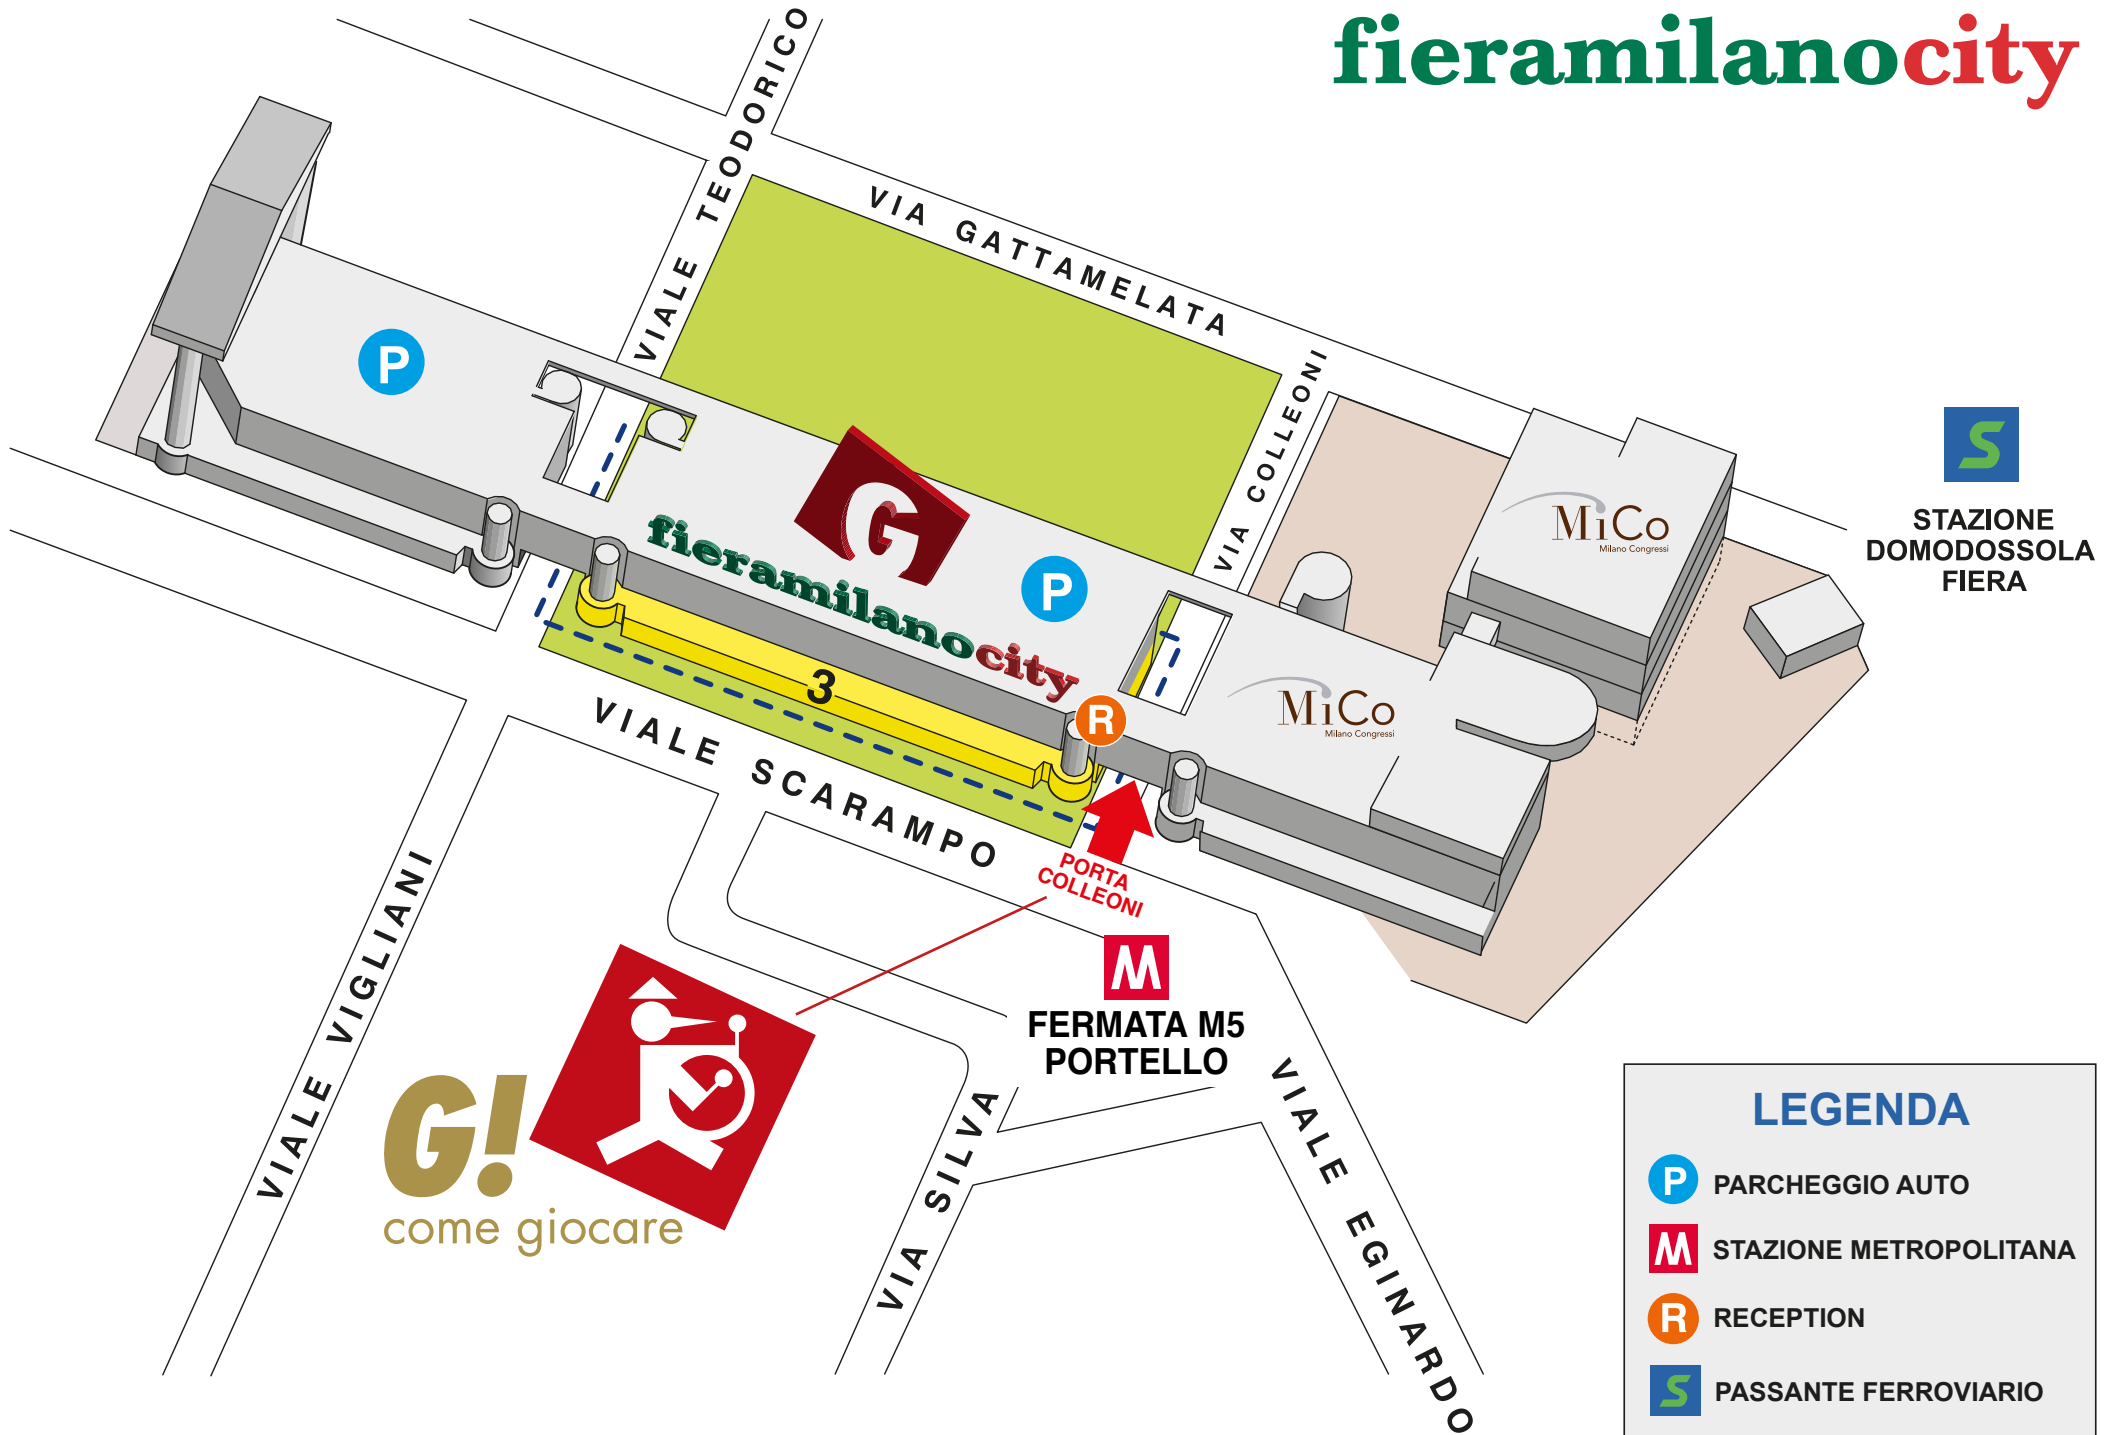 fieramilanocity
VIALE TEODORICO
VIA GATTAMELATA
VIA COLLEONI
P
S
STAZIONE
DOMODOSSOLA
FIERA
MiCo
Milano Congressi
G
fieramilanocity
P
3
R
MiCo
Milano Congressi
VIALE SCARAMPO
PORTA
COLLEONI
M
FERMATA M5
PORTELLO
VIALE VIGLIANI
G!
come giocare
VIA SILVA
VIALE EGINARDO
LEGENDA
P PARCHEGGIO AUTO
M STAZIONE METROPOLITANA
R RECEPTION
S PASSANTE FERROVIARIO